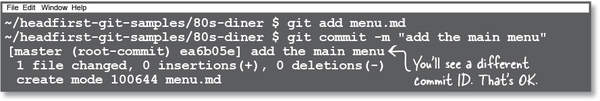 File Edit Window Help
~/headfirst-git-samples/80s-diner $ git add menu.md
~/headfirst-git-samples/80s-diner $ git commit -m "add the main menu"
[master (root-commit) ea6b05e] add the main menu
1 file changed, 0 insertions(+), 0 deletions(-)
create mode 100644 menu.md
You'll see a
different
commit ID. That's OK.